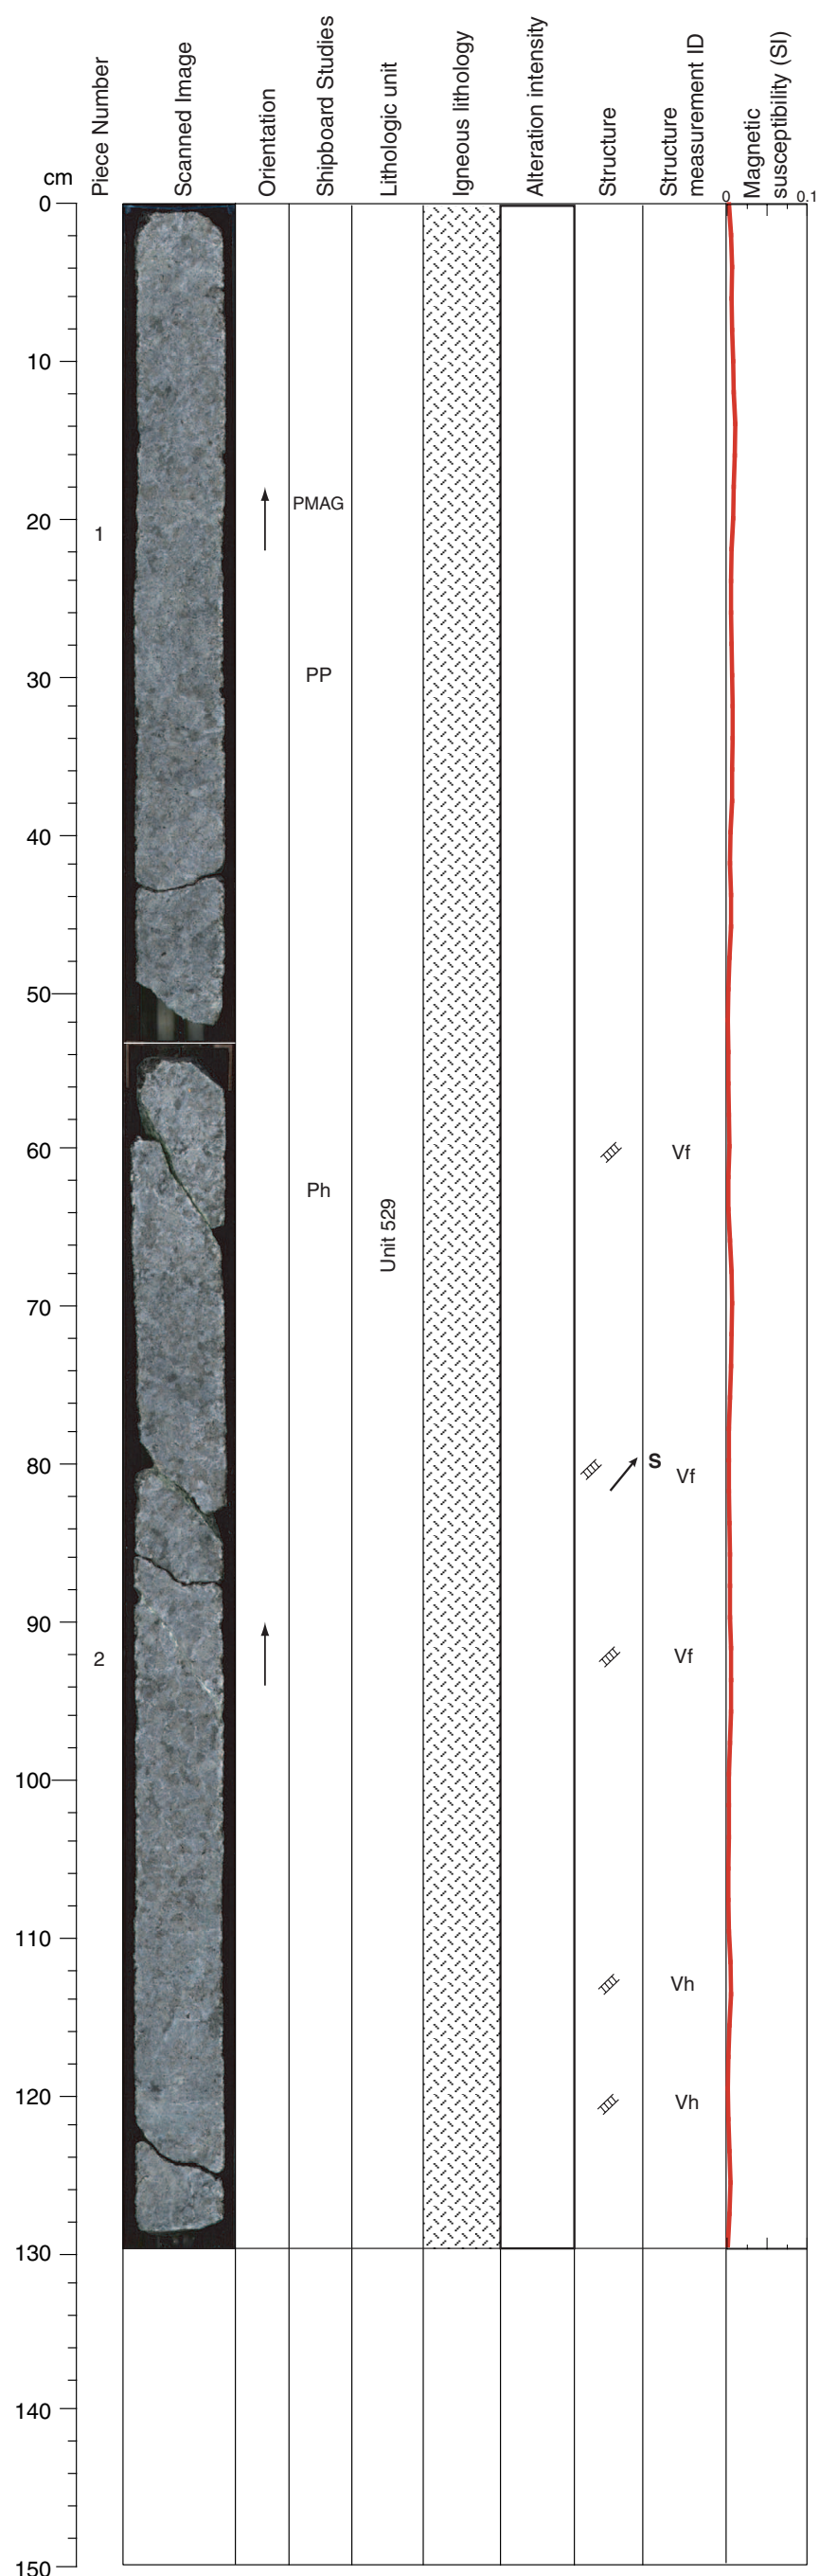 cm
Piece Number
Scanned Image
Orientation
Shipboard Studies
Lithologic unit
Igneous lithology
Alteration intensity
Structure
Structure
measurement ID
Magnetic
susceptibility (SI)
0
0.1
0
10
PMAG
20
1
30
PP
40
50
60
Vf
Ph
Unit 529
70
80
S
Vf
90
2
Vf
100
110
Vh
120
Vh
130
140
150